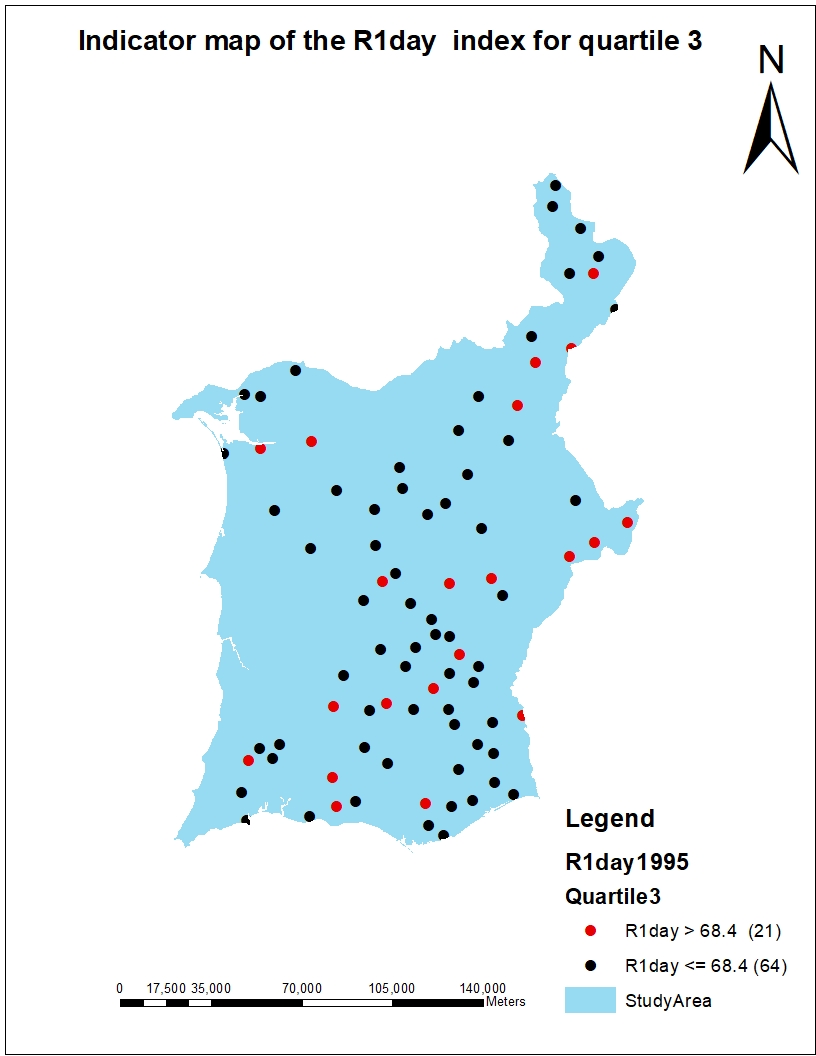 Indicator map of the R1day index for quartile 3
N
Legend
R1day1995
Quartile3
R1day > 68.4 (21)
R1day <= 68.4 (64)
StudyArea
0 17,500 35,000 70,000 105,000 140,000
Meters